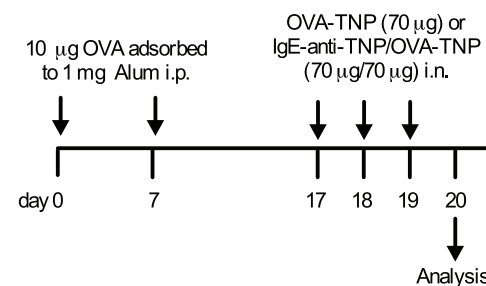 10 μg OVA adsorbed
to 1 mg Alum i.p.
OVA-TNP (70 μg) or
IgE-anti-TNP/OVA-TNP
(70 μg/70 μg) i.n.
day 0 7 17 18 19 20
Analysis